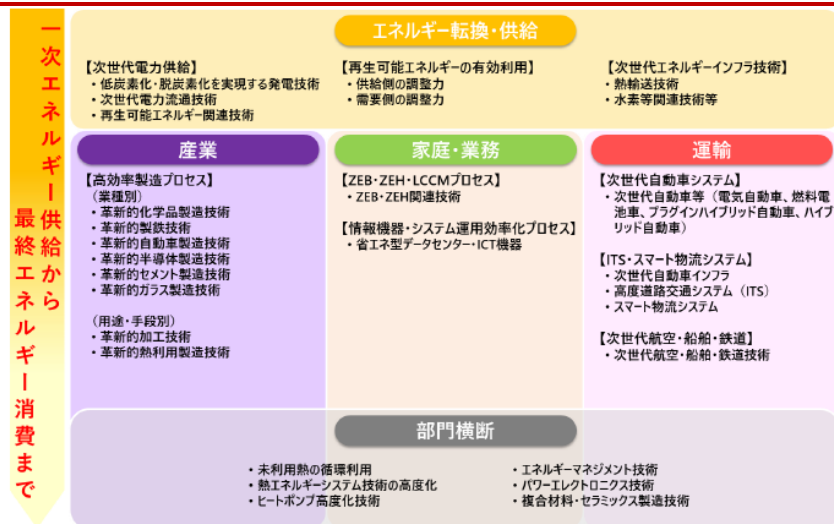 一次エネルギー供給から
最終エネルギー消費まで
エネルギー転換・供給
【次世代電力供給】
・低炭素化・脱炭素化を実現する発電技術
・次世代電力流通技術
・再生可能エネルギー関連技術
【再生可能エネルギーの有効利用】
・供給側の調整力
・需要側の調整力
【次世代エネルギーインフラ技術】
・熱輸送技術
・水素等関連技術等
産業
【高効率製造プロセス】
（業種別）
・革新的化学品製造技術
・革新的製鉄技術
・革新的自動車製造技術
・革新的半導体製造技術
・革新的セメント製造技術
・革新的ガラス製造技術
（用途・手段別）
・革新的加工技術
・革新的熱利用製造技術
家庭・業務
【ZEB・ZEH・LCCMプロセス】
・ZEB・ZEH関連技術
【情報機器・システム運用効率化プロセス】
・省エネ型データセンター・ICT機器
運輸
【次世代自動車システム】
・次世代自動車等（電気自動車、燃料電
池車、プラグインハイブリッド自動車、ハイブ
リッド自動車）
【ITS・スマート物流システム】
・次世代自動車インフラ
・高度道路交通システム（ITS）
・スマート物流システム
【次世代航空・船舶・鉄道】
・次世代航空・船舶・鉄道技術
部門横断
・未利用熱の循環利用
・熱エネルギーシステム技術の高度化
・ヒートポンプ高度化技術
・エネルギーマネジメント技術
・パワーエレクトロニクス技術
・複合材料・セラミックス製造技術